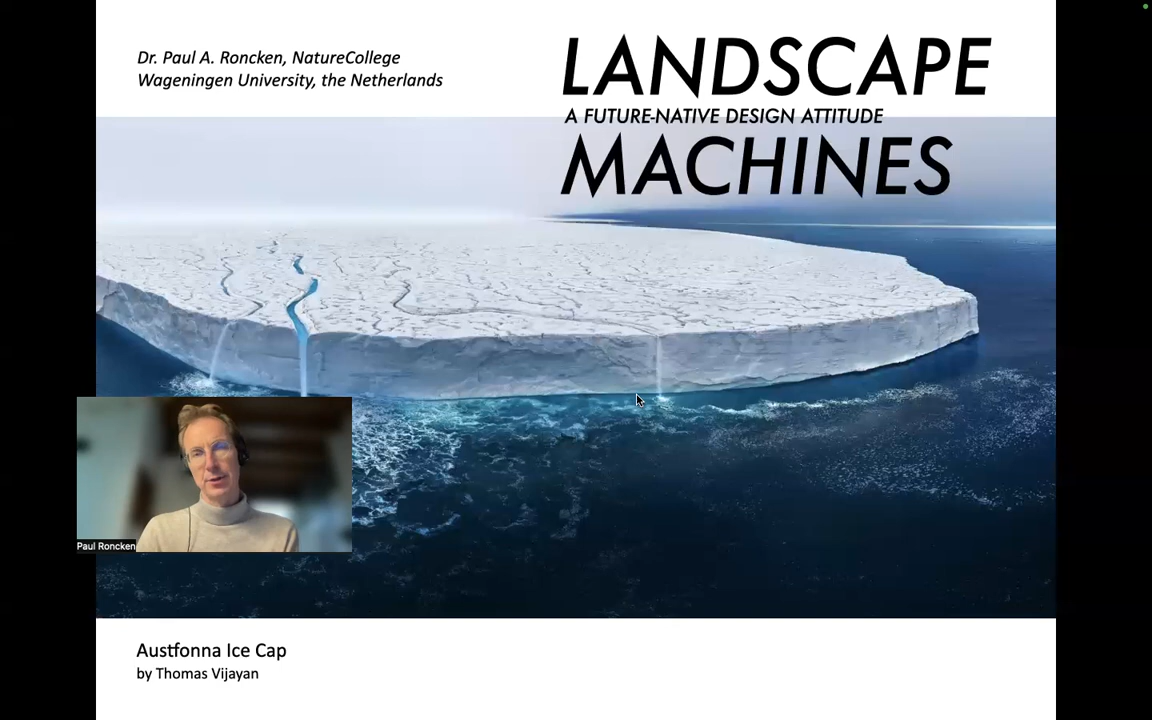 Dr. Paul A. Roncken, NatureCollege
Wageningen University, the Netherlands
LANDSCAPE
A FUTURE-NATIVE DESIGN ATTITUDE
MACHINES
Paul Roncken
Austfonna Ice Cap
by Thomas Vijayan